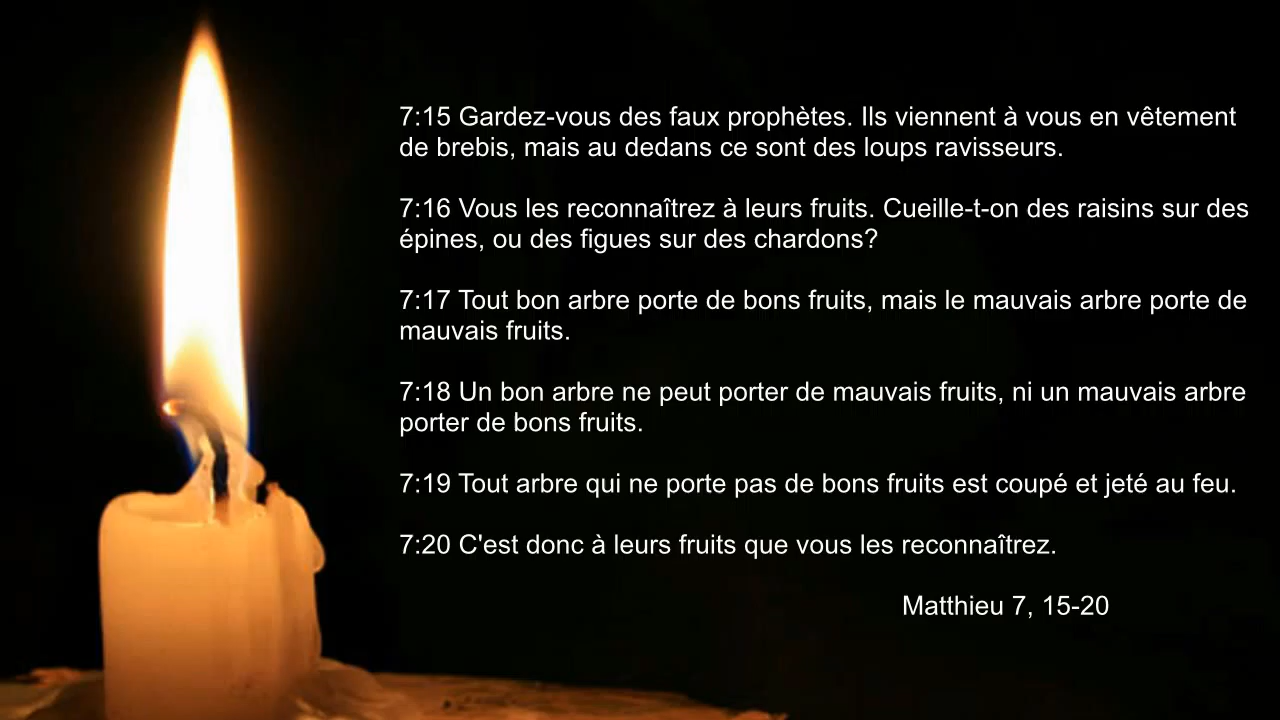 7:15 Gardez-vous des faux prophètes. Ils viennent à vous en vêtement
de brebis, mais au dedans ce sont des loups ravisseurs.
7:16 Vous les reconnaîtrez à leurs fruits. Cueille-t-on des raisins sur des
épines, ou des figues sur des chardons?
7:17 Tout bon arbre porte de bons fruits, mais le mauvais arbre porte de
mauvais fruits.
7:18 Un bon arbre ne peut porter de mauvais fruits, ni un mauvais arbre
porter de bons fruits.
7:19 Tout arbre qui ne porte pas de bons fruits est coupé et jeté au feu.
7:20 C'est donc à leurs fruits que vous les reconnaîtrez.
Matthieu 7, 15-20